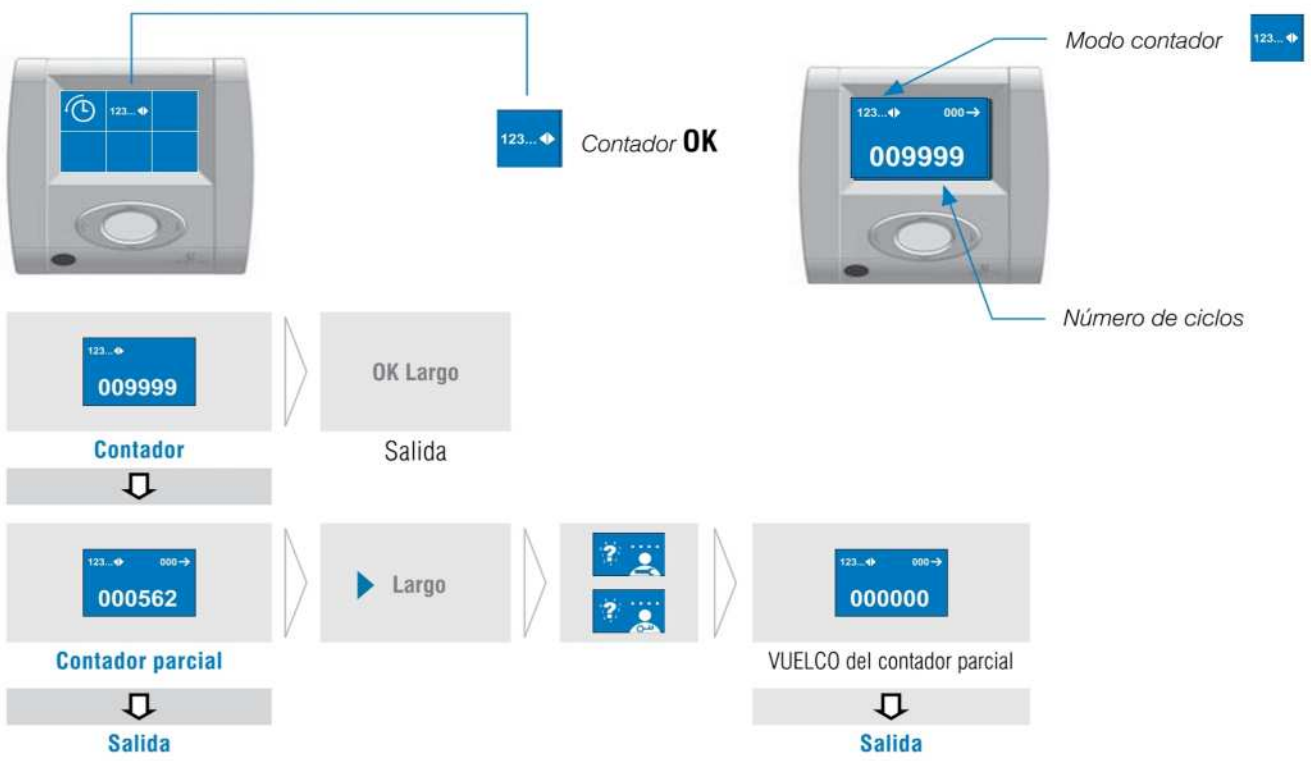 123...
Contador OK
Modo contador
123...
123... 000→
009999
Número de ciclos
123...
123...
009999
OK Largo
Contador
Salida
123... 000→
000562
Largo
?
?
123... 000→
000000
Contador parcial
VUELCO del contador parcial
Salida
Salida